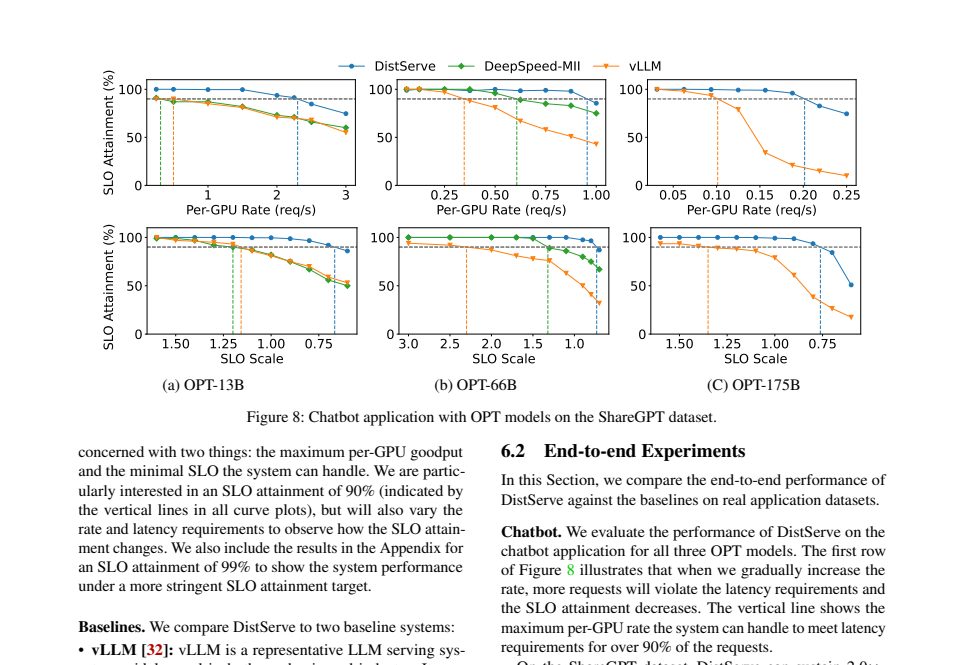 DistServe DeepSpeed-MII vLLM
SLO Attainment (%)
100
50
0
1 2 3
Per-GPU Rate (req/s)
100
50
0
0.25 0.50 0.75 1.00
Per-GPU Rate (req/s)
100
50
0
0.05 0.10 0.15 0.20 0.25
Per-GPU Rate (req/s)
SLO Attainment (%)
100
50
0
1.50 1.25 1.00 0.75
SLO Scale
100
50
0
3.0 2.5 2.0 1.5 1.0
SLO Scale
100
50
0
1.50 1.25 1.00 0.75
SLO Scale
(a) OPT-13B
(b) OPT-66B
(C) OPT-175B
Figure 8: Chatbot application with OPT models on the ShareGPT dataset.
concerned with two things: the maximum per-GPU goodput
and the minimal SLO the system can handle. We are partic-
ularly interested in an SLO attainment of 90% (indicated by
the vertical lines in all curve plots), but will also vary the
rate and latency requirements to observe how the SLO attain-
ment changes. We also include the results in the Appendix for
an SLO attainment of 99% to show the system performance
under a more stringent SLO attainment target.
Baselines. We compare DistServe to two baseline systems:
• vLLM [32]: vLLM is a representative LLM serving sys-
6.2 End-to-end Experiments
In this Section, we compare the end-to-end performance of
DistServe against the baselines on real application datasets.
Chatbot. We evaluate the performance of DistServe on the
chatbot application for all three OPT models. The first row
of Figure 8 illustrates that when we gradually increase the
rate, more requests will violate the latency requirements and
the SLO attainment decreases. The vertical line shows the
maximum per-GPU rate the system can handle to meet latency
requirements for over 90% of the requests.